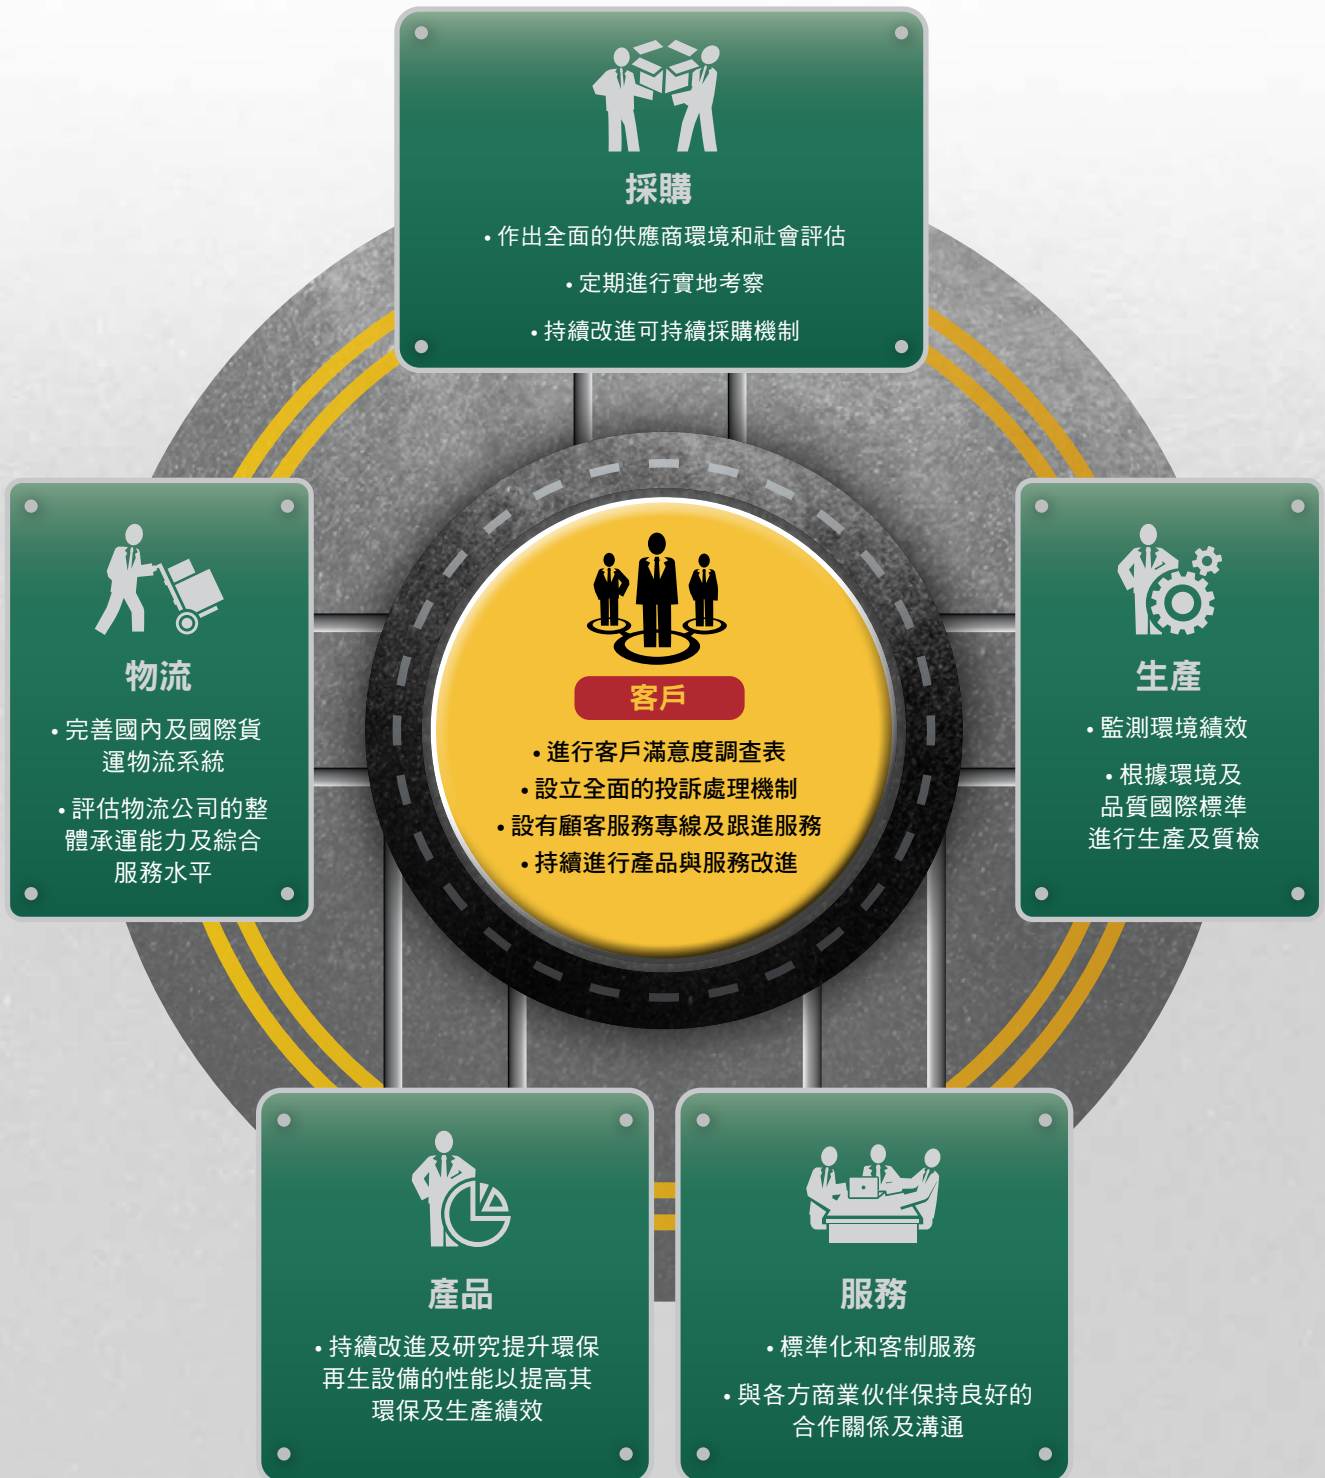 採購
• 作出全面的供應商環境和社會評估
• 定期進行實地考察
• 持續改進可持續採購機制
物流
• 完善國內及國際貨
運物流系統
• 評估物流公司的整
體承運能力及綜合
服務水平
客戶
• 進行客戶滿意度調查表
• 設立全面的投訴處理機制
• 設有顧客服務專線及跟進服務
• 持續進行產品與服務改進
生產
• 監測環境績效
• 根據環境及
品質國際標準
進行生產及質檢
產品
• 持續改進及研究提升環保
再生設備的性能以提高其
環保及生產績效
服務
• 標準化和客制服務
• 與各方商業伙伴保持良好的
合作關係及溝通